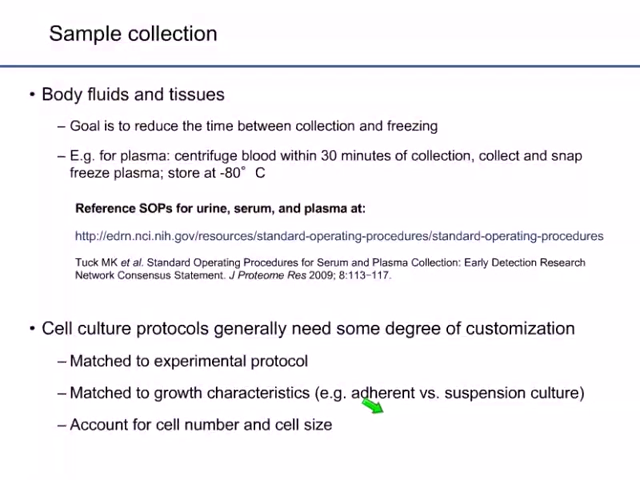 Sample collection
• Body fluids and tissues
– Goal is to reduce the time between collection and freezing
– E.g. for plasma: centrifuge blood within 30 minutes of collection, collect and snap
freeze plasma; store at -80° C
Reference SOPs for urine, serum, and plasma at:
http://edrn.nci.nih.gov/resources/standard-operating-procedures/standard-operating-procedures
Tuck MK et al. Standard Operating Procedures for Serum and Plasma Collection: Early Detection Research
Network Consensus Statement. J Proteome Res 2009; 8:113–117.
• Cell culture protocols generally need some degree of customization
– Matched to experimental protocol
– Matched to growth characteristics (e.g. adherent vs. suspension culture)
– Account for cell number and cell size